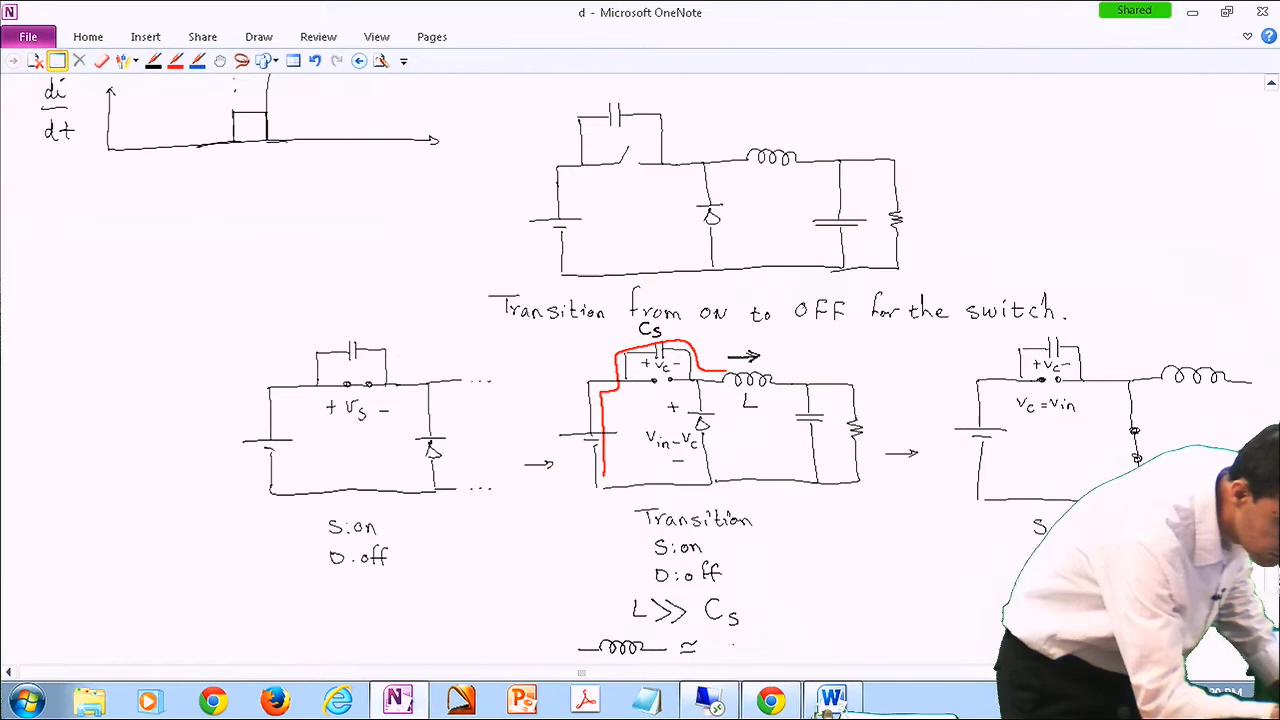 d - Microsoft OneNote
Shared
File Home Insert Share Draw Review View Pages
di
dt
Transition from ON to OFF for the switch.
Cs
+ Vc -
+ Vc -
+ Vs -
+
L
Vc = Vin
Vin - Vc
-
S: on
D: off
Transition
S: on
D: off
S
L >> Cs
≃